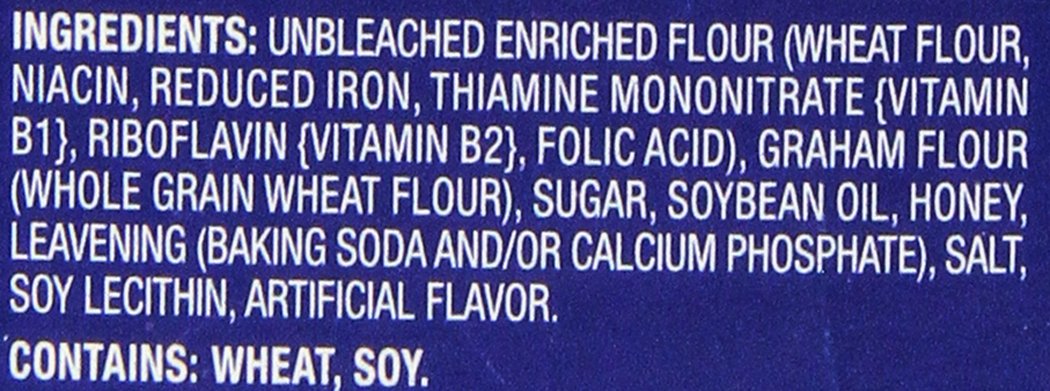 INGREDIENTS: UNBLEACHED ENRICHED FLOUR (WHEAT FLOUR,
NIACIN, REDUCED IRON, THIAMINE MONONITRATE {VITAMIN
B1}, RIBOFLAVIN {VITAMIN B2}, FOLIC ACID), GRAHAM FLOUR
(WHOLE GRAIN WHEAT FLOUR), SUGAR, SOYBEAN OIL, HONEY,
LEAVENING (BAKING SODA AND/OR CALCIUM PHOSPHATE), SALT,
SOY LECITHIN, ARTIFICIAL FLAVOR.
CONTAINS: WHEAT, SOY.